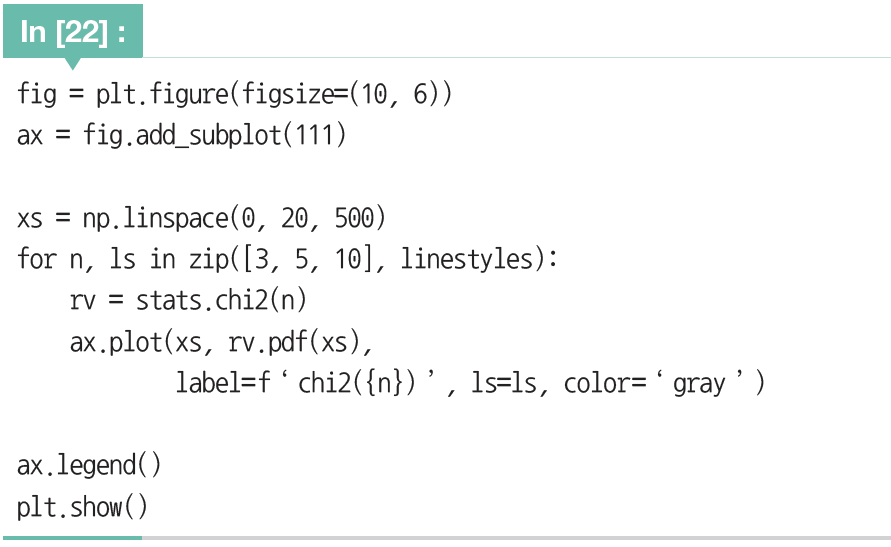 In [22] :
fig = plt.figure(figsize=(10, 6))
ax = fig.add_subplot(111)
xs = np.linspace(0, 20, 500)
for n, ls in zip([3, 5, 10], linestyles):
    rv = stats.chi2(n)
    ax.plot(xs, rv.pdf(xs),
            label=f‘chi2({n})’, ls=ls, color=‘gray’)
ax.legend()
plt.show()